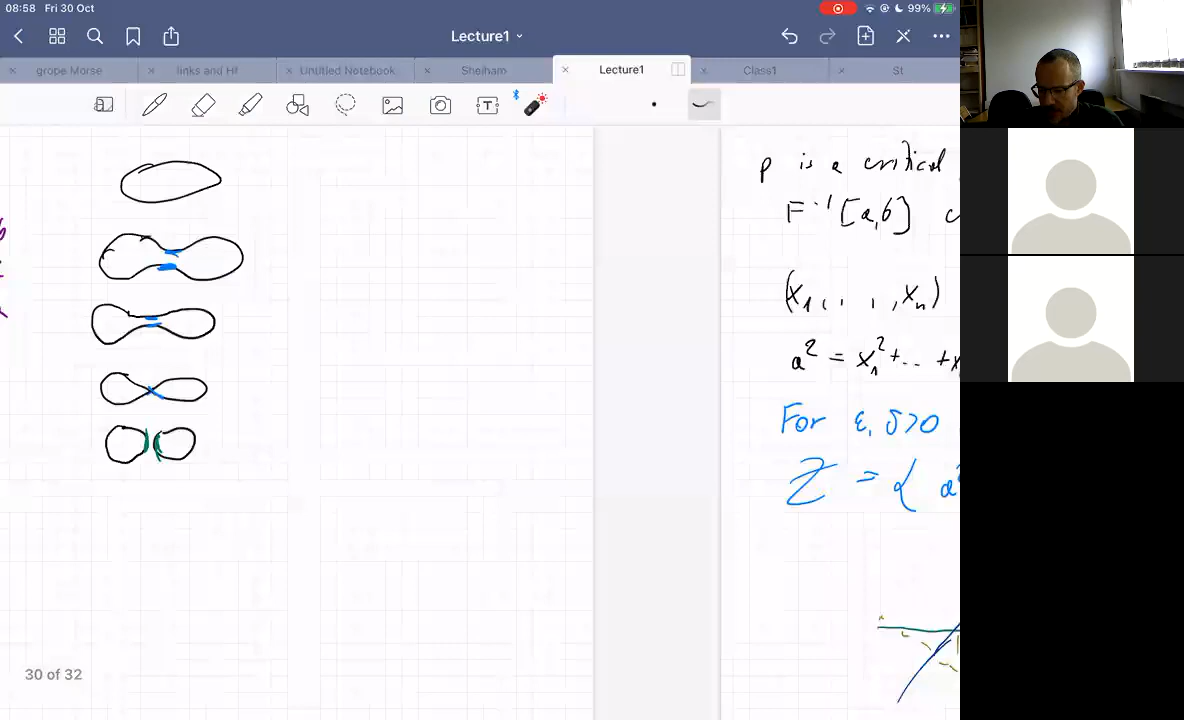 08:58 Fri 30 Oct
99%
Lecture1
grope Morse
links and Hf
Untitled Notebook
Sheiham
Lecture1
Class1
St
p is a critical
F⁻¹ [a,b] c
(x₁, . , , xₙ)
a² = x₁² + .. + x
For ε, δ>0
Z = { a²
30 of 32